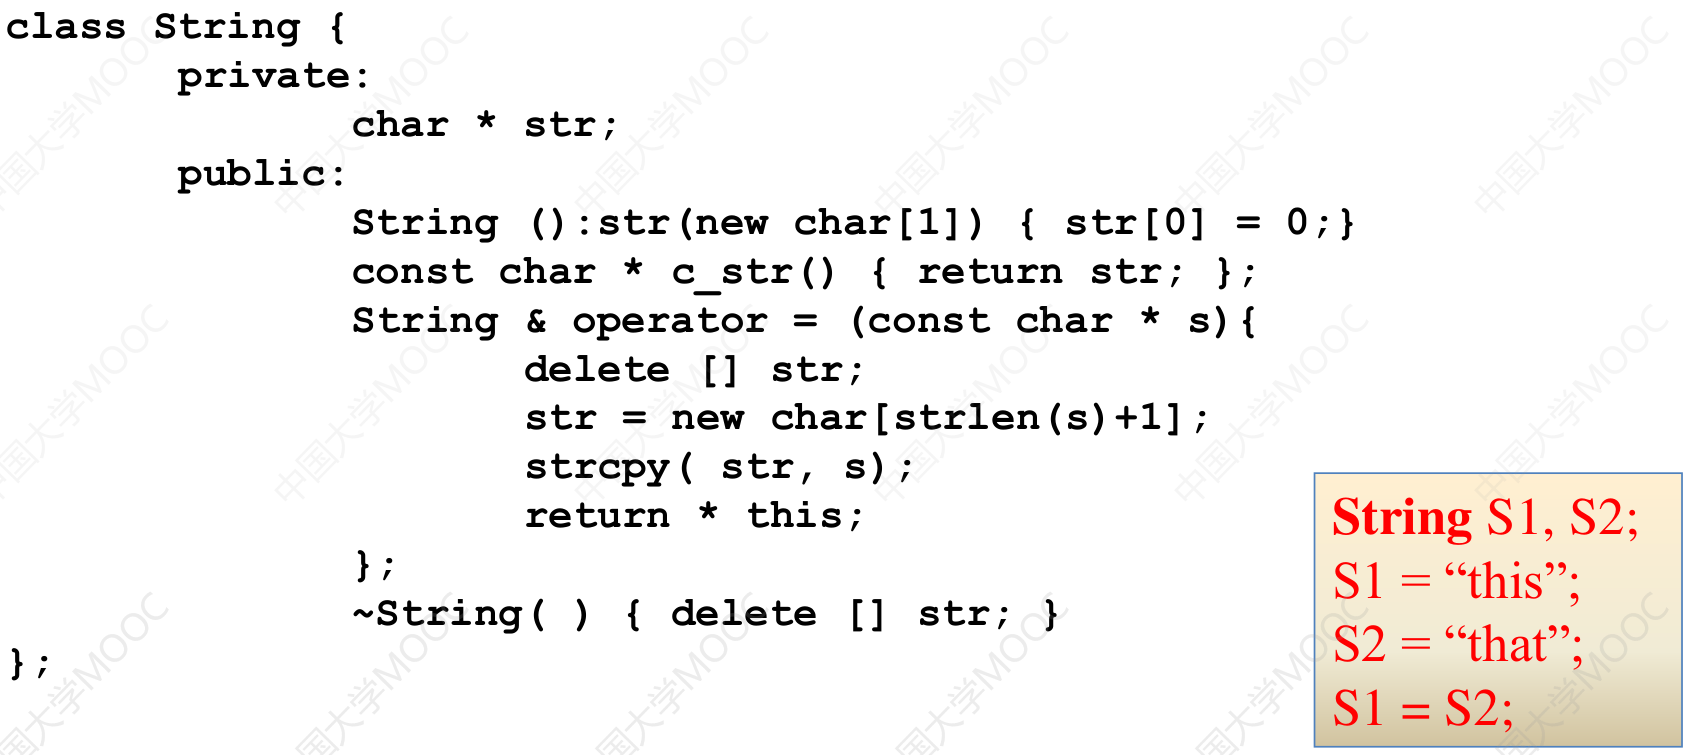 class String {
private:
char * str;
public:
String ():str(new char[1]) { str[0] = 0;}
const char * c_str() { return str; };
String & operator = (const char * s){
delete [] str;
str = new char[strlen(s)+1];
strcpy( str, s);
return * this;
};
~String( ) { delete [] str; }
};
String S1, S2;
S1 = “this”;
S2 = “that”;
S1 = S2;
中国大学MOOC